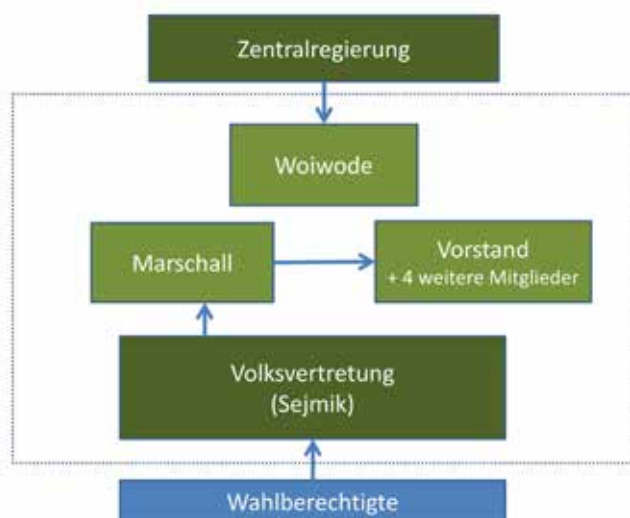 Zentralregierung
Woiwode
Marschall
Vorstand
+ 4 weitere Mitglieder
Volksvertretung
(Sejmik)
Wahlberechtigte